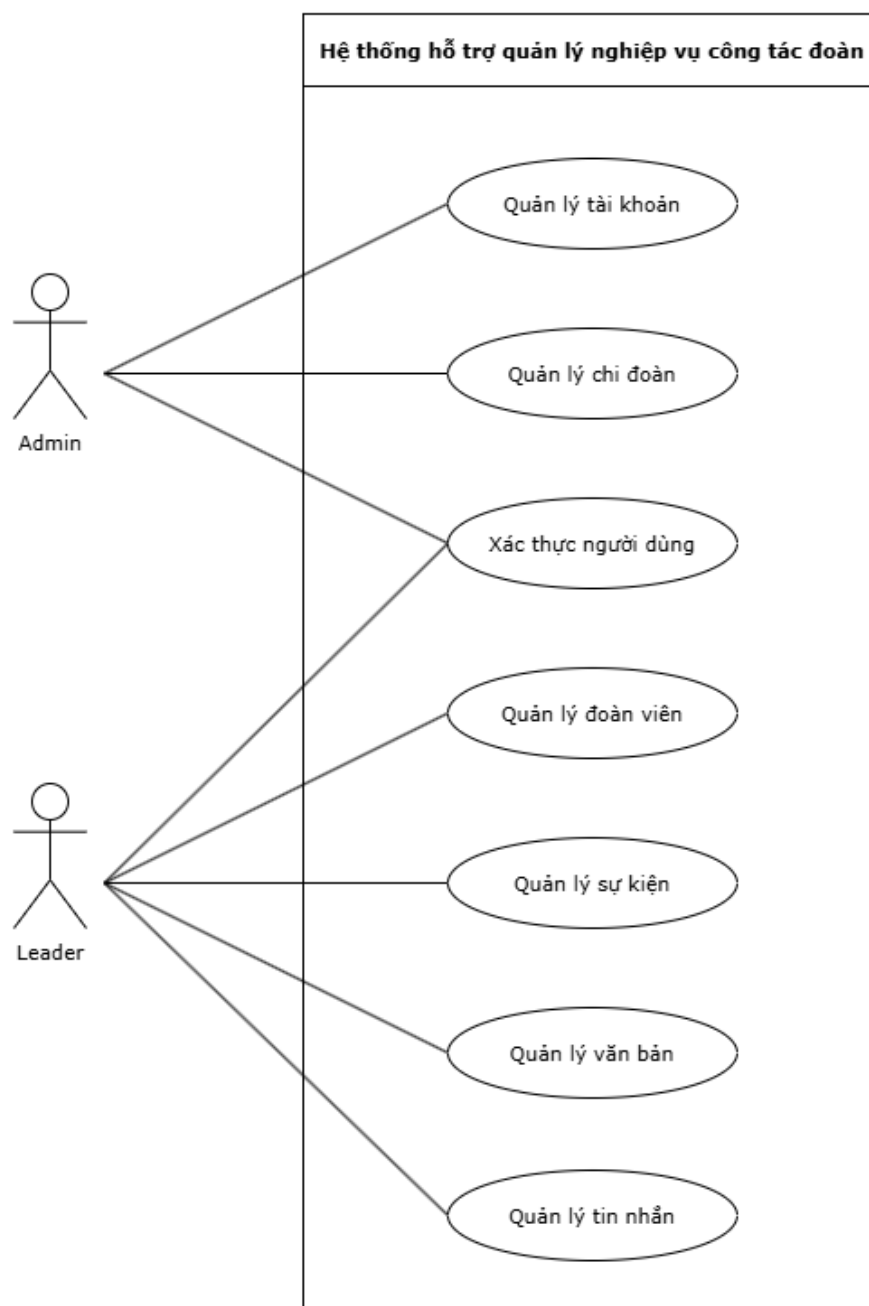 Hệ thống hỗ trợ quản lý nghiệp vụ công tác đoàn
Quản lý tài khoản
Quản lý chi đoàn
Admin
Xác thực người dùng
Quản lý đoàn viên
Quản lý sự kiện
Leader
Quản lý văn bản
Quản lý tin nhắn